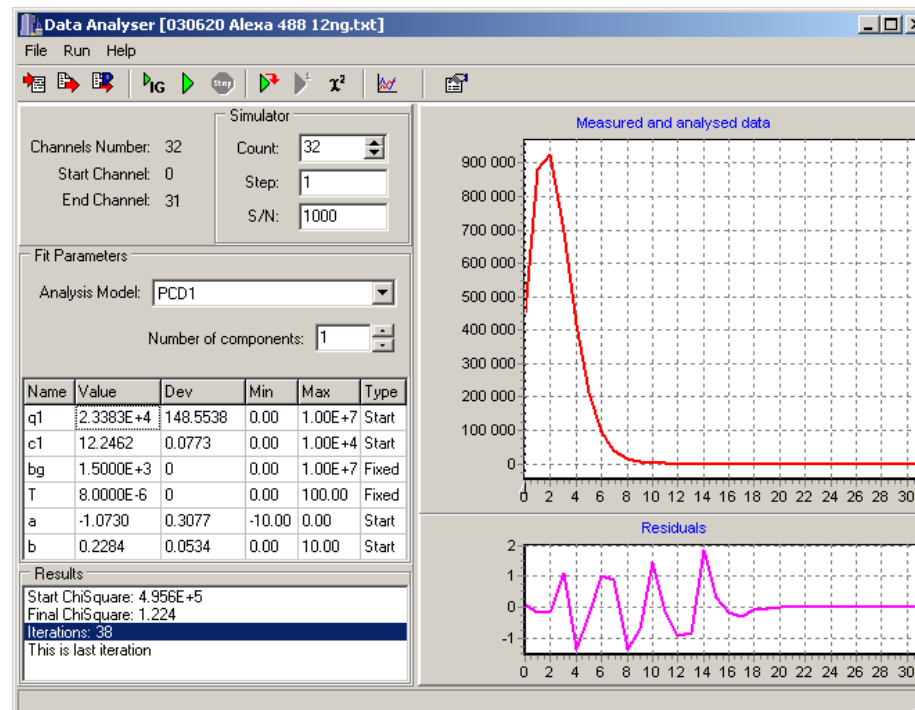 Data Analyser [030620 Alexa 488 12ng.txt]
File Run Help
IG Stop χ²
Channels Number: 32
Start Channel: 0
End Channel: 31
Simulator
Count: 32
Step: 1
S/N: 1000
Fit Parameters
Analysis Model: PCD1
Number of components: 1
Name Value Dev Min Max Type
q1 2.3383E+4 148.5538 0.00 1.00E+7 Start
c1 12.2462 0.0773 0.00 1.00E+4 Start
bg 1.5000E+3 0 0.00 1.00E+7 Fixed
T 8.0000E-6 0 0.00 100.00 Fixed
a -1.0730 0.3077 -10.00 0.00 Start
b 0.2284 0.0534 0.00 10.00 Start
Results
Start ChiSquare: 4.956E+5
Final ChiSquare: 1.224
Iterations: 38
This is last iteration
Measured and analysed data
900 000
800 000
700 000
600 000
500 000
400 000
300 000
200 000
100 000
0
0 2 4 6 8 10 12 14 16 18 20 22 24 26 28 30
Residuals
2
1
0
-1
0 2 4 6 8 10 12 14 16 18 20 22 24 26 28 30